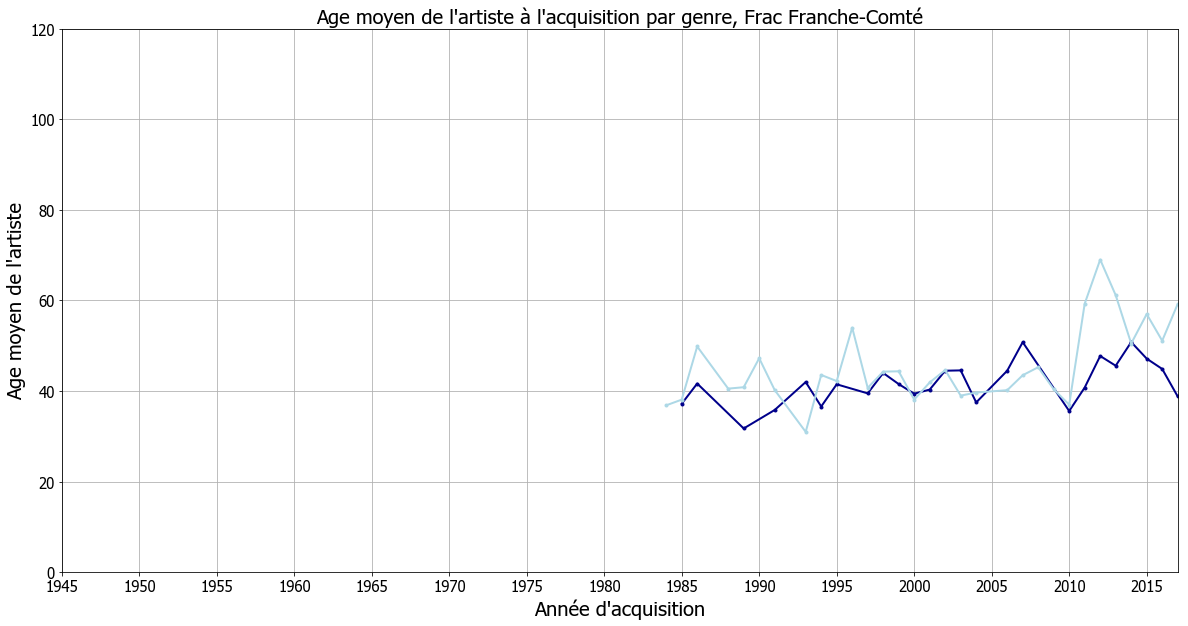 Age moyen de l'artiste à l'acquisition par genre, Frac Franche-Comté
120
100
80
60
40
20
0
Age moyen de l'artiste
1945 1950 1955 1960 1965 1970 1975 1980 1985 1990 1995 2000 2005 2010 2015
Année d'acquisition